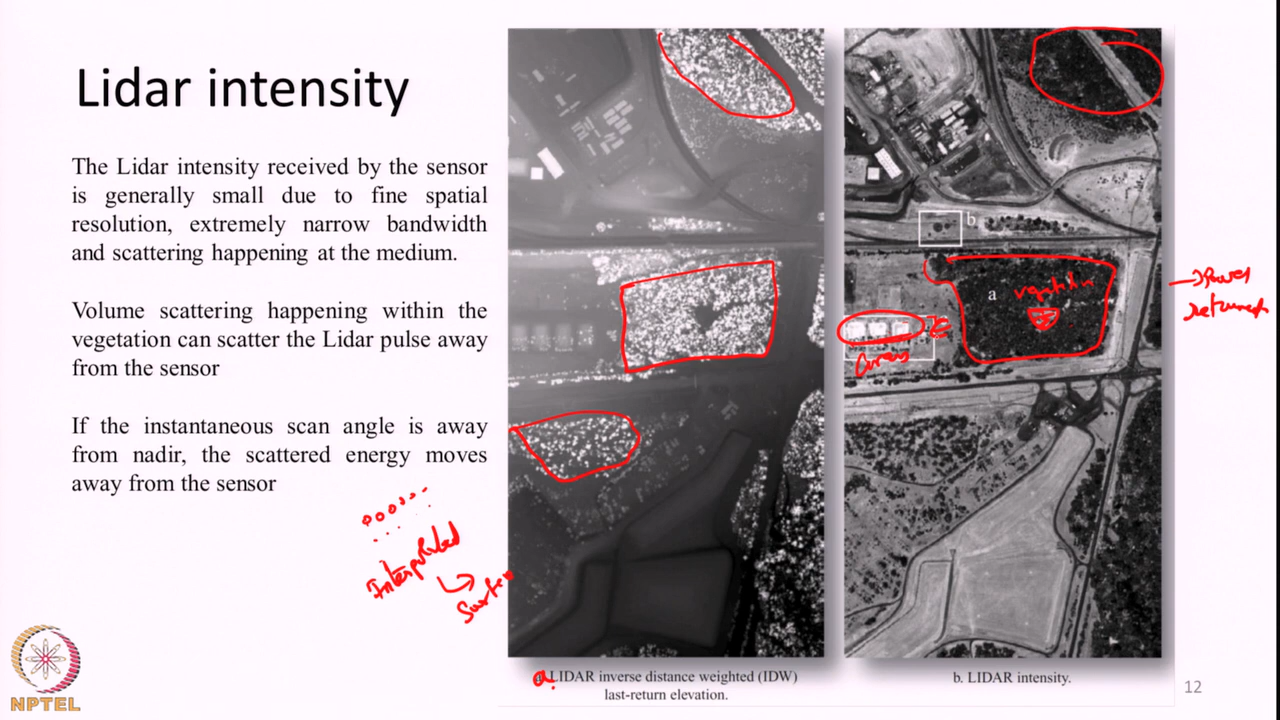 Lidar intensity
The Lidar intensity received by the sensor
is generally small due to fine spatial
resolution, extremely narrow bandwidth
and scattering happening at the medium.
Volume scattering happening within the
vegetation can scatter the Lidar pulse away
from the sensor
If the instantaneous scan angle is away
from nadir, the scattered energy moves
away from the sensor
Interpolated
b
a
vegetation
returned
a.
LIDAR inverse distance weighted (IDW)
last-return elevation.
b. LIDAR intensity.
NPTEL
12